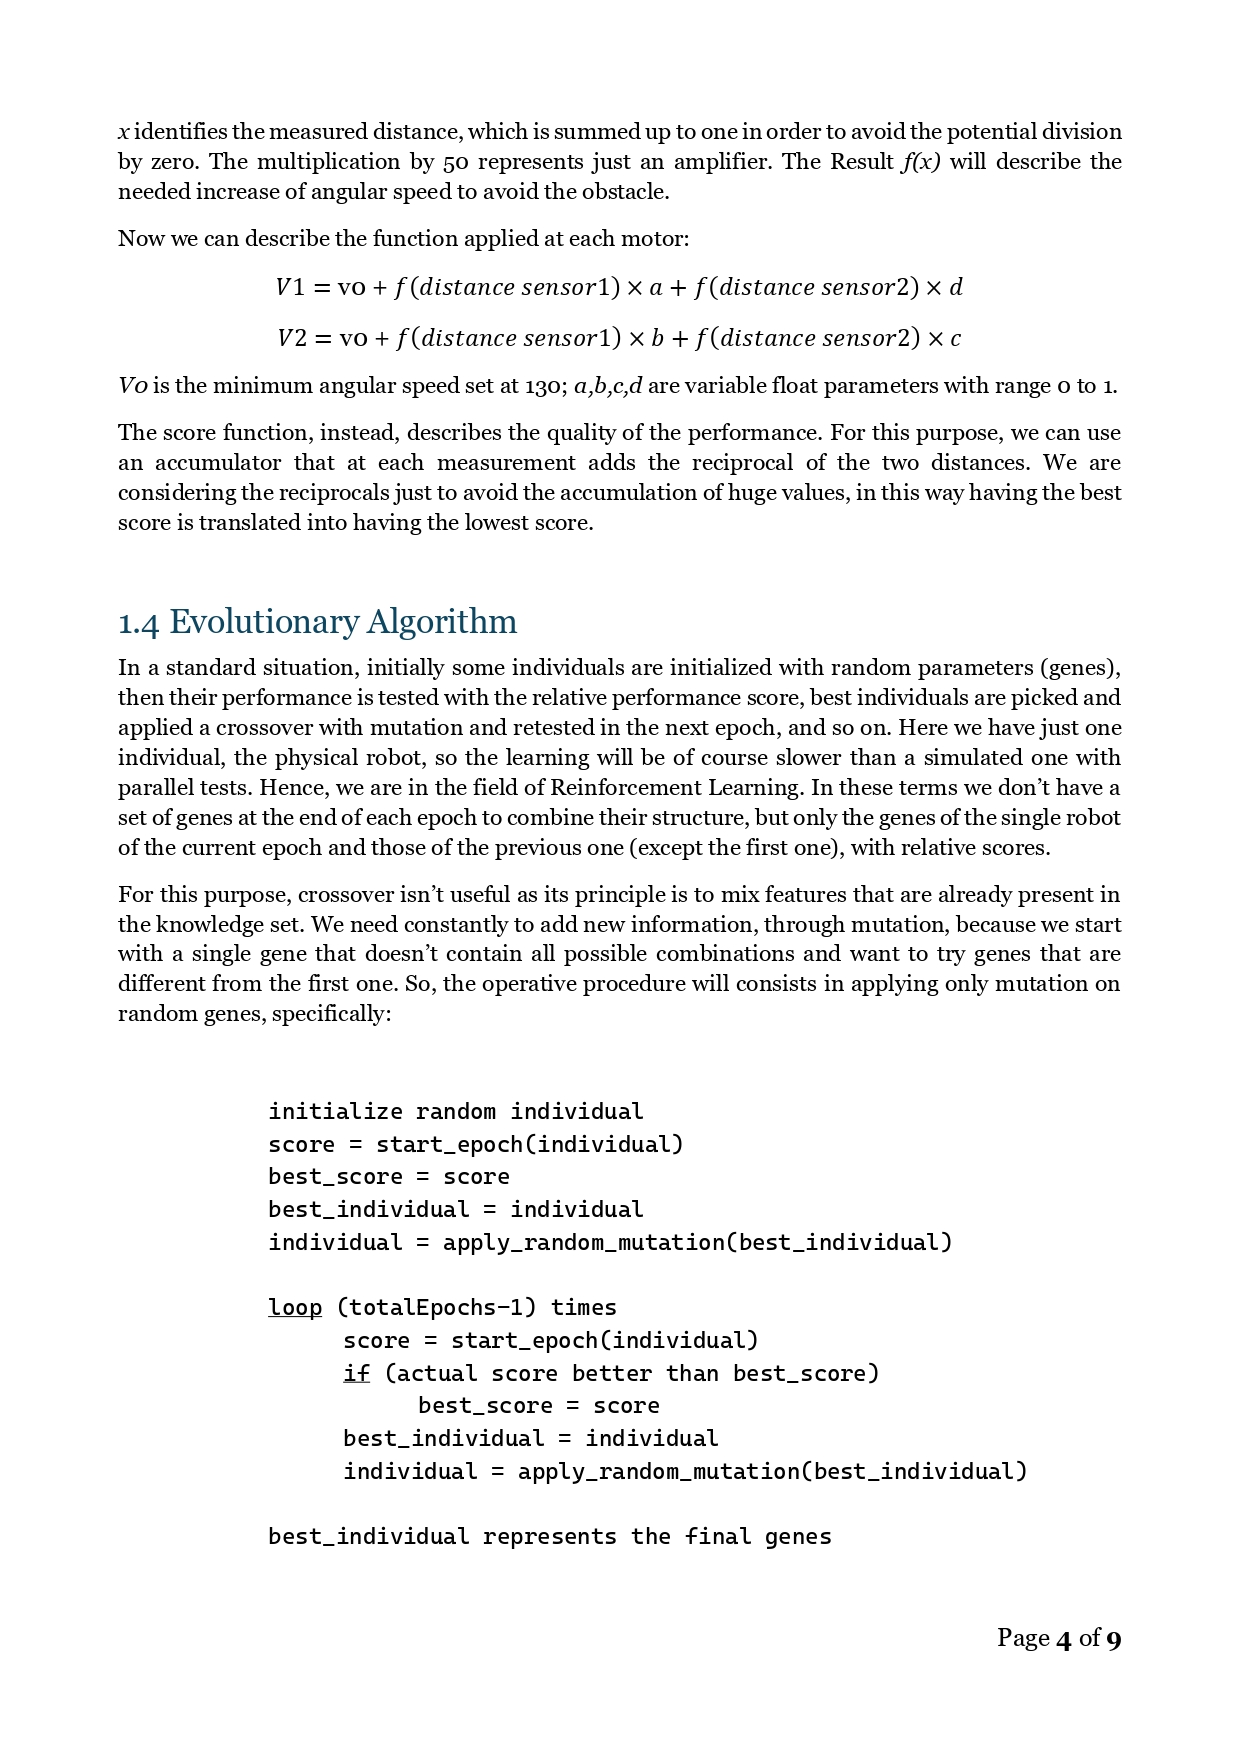 x identifies the measured distance, which is summed up to one in order to avoid the potential division
by zero. The multiplication by 50 represents just an amplifier. The Result f(x) will describe the
needed increase of angular speed to avoid the obstacle.
Now we can describe the function applied at each motor:
V1 = v0 + f(distance sensor1) × a + f(distance sensor2) × d
V2 = v0 + f(distance sensor1) × b + f(distance sensor2) × c
V0 is the minimum angular speed set at 130; a,b,c,d are variable float parameters with range 0 to 1.
The score function, instead, describes the quality of the performance. For this purpose, we can use
an accumulator that at each measurement adds the reciprocal of the two distances. We are
considering the reciprocals just to avoid the accumulation of huge values, in this way having the best
score is translated into having the lowest score.
1.4 Evolutionary Algorithm
In a standard situation, initially some individuals are initialized with random parameters (genes),
then their performance is tested with the relative performance score, best individuals are picked and
applied a crossover with mutation and retested in the next epoch, and so on. Here we have just one
individual, the physical robot, so the learning will be of course slower than a simulated one with
parallel tests. Hence, we are in the field of Reinforcement Learning. In these terms we don’t have a
set of genes at the end of each epoch to combine their structure, but only the genes of the single robot
of the current epoch and those of the previous one (except the first one), with relative scores.
For this purpose, crossover isn’t useful as its principle is to mix features that are already present in
the knowledge set. We need constantly to add new information, through mutation, because we start
with a single gene that doesn’t contain all possible combinations and want to try genes that are
different from the first one. So, the operative procedure will consists in applying only mutation on
random genes, specifically:
initialize random individual
score = start_epoch(individual)
best_score = score
best_individual = individual
individual = apply_random_mutation(best_individual)
loop (totalEpochs-1) times
score = start_epoch(individual)
if (actual score better than best_score)
best_score = score
best_individual = individual
individual = apply_random_mutation(best_individual)
best_individual represents the final genes
Page 4 of 9